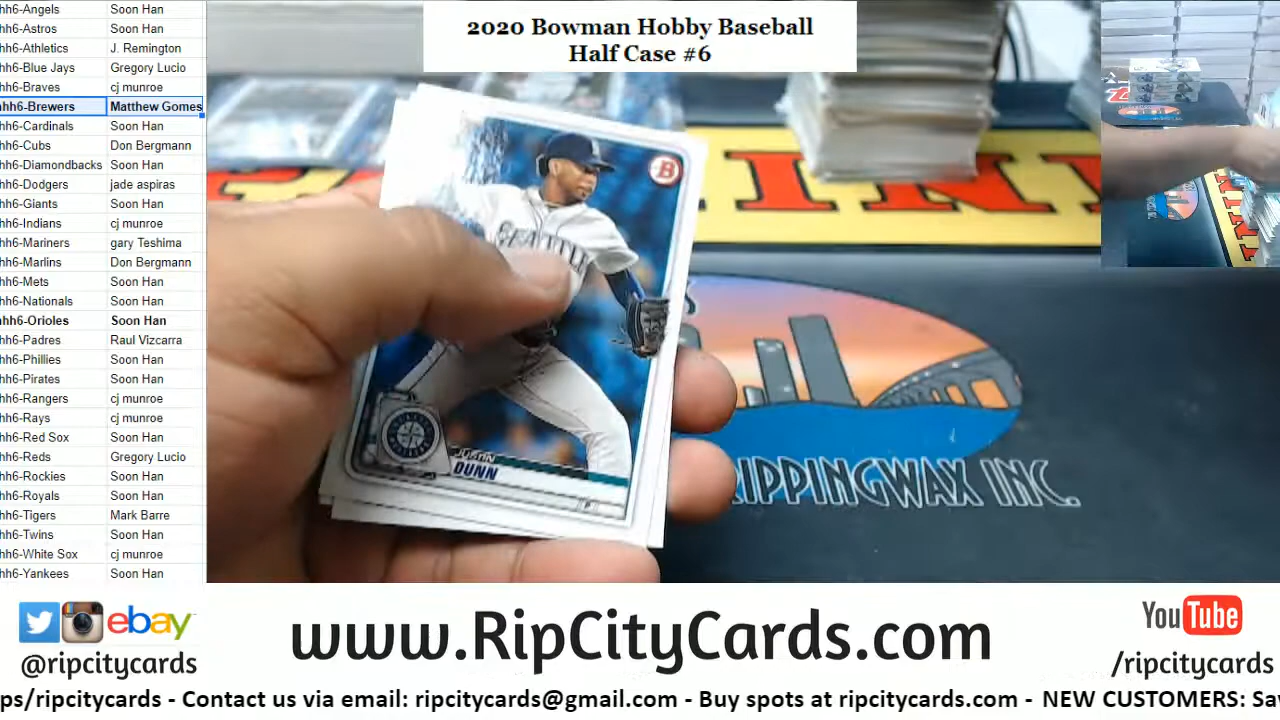 hh6-Angels Soon Han
hh6-Astros Soon Han
hh6-Athletics J. Remington
hh6-Blue Jays Gregory Lucio
hh6-Braves cj munroe
hh6-Brewers Matthew Gomes
hh6-Cardinals Soon Han
hh6-Cubs Don Bergmann
hh6-Diamondbacks Soon Han
hh6-Dodgers jade aspiras
hh6-Giants Soon Han
hh6-Indians cj munroe
hh6-Mariners gary Teshima
hh6-Marlins Don Bergmann
hh6-Mets Soon Han
hh6-Nationals Soon Han
hh6-Orioles Soon Han
hh6-Padres Raul Vizcarra
hh6-Phillies Soon Han
hh6-Pirates Soon Han
hh6-Rangers cj munroe
hh6-Rays cj munroe
hh6-Red Sox Soon Han
hh6-Reds Gregory Lucio
hh6-Rockies Soon Han
hh6-Royals Soon Han
hh6-Tigers Mark Barre
hh6-Twins Soon Han
hh6-White Sox cj munroe
hh6-Yankees Soon Han
2020 Bowman Hobby Baseball
Half Case #6
B
SEATTLE
JUSTIN
DUNN
PANINI
RIPPINGWAX INC.
ebay
@ripcitycards
www.RipCityCards.com
YouTube
/ripcitycards
ps/ripcitycards - Contact us via email: ripcitycards@gmail.com - Buy spots at ripcitycards.com - NEW CUSTOMERS: Sa